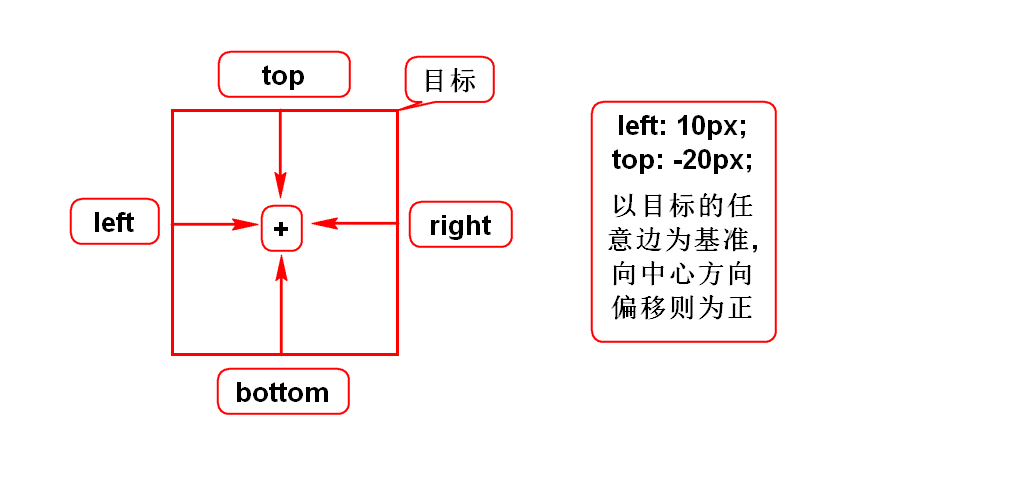 top
目标
left
+
right
bottom
left: 10px;
top: -20px;
以目标的任
意边为基准,
向中心方向
偏移则为正